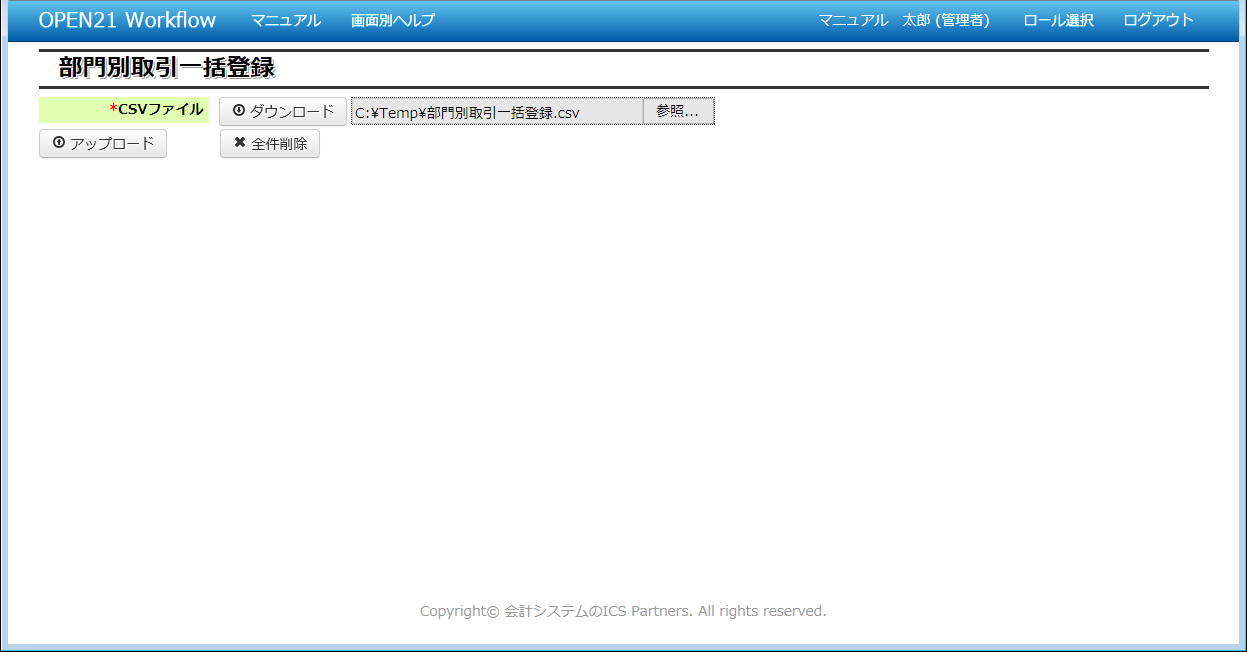 OPEN21 Workflow マニュアル 画面別ヘルプ マニュアル 太郎 (管理者) ロール選択 ログアウト
部門別取引一括登録
*CSVファイル ダウンロード C:¥Temp¥部門別取引一括登録.csv 参照...
アップロード 全件削除
Copyright© 会計システムのICS Partners. All rights reserved.